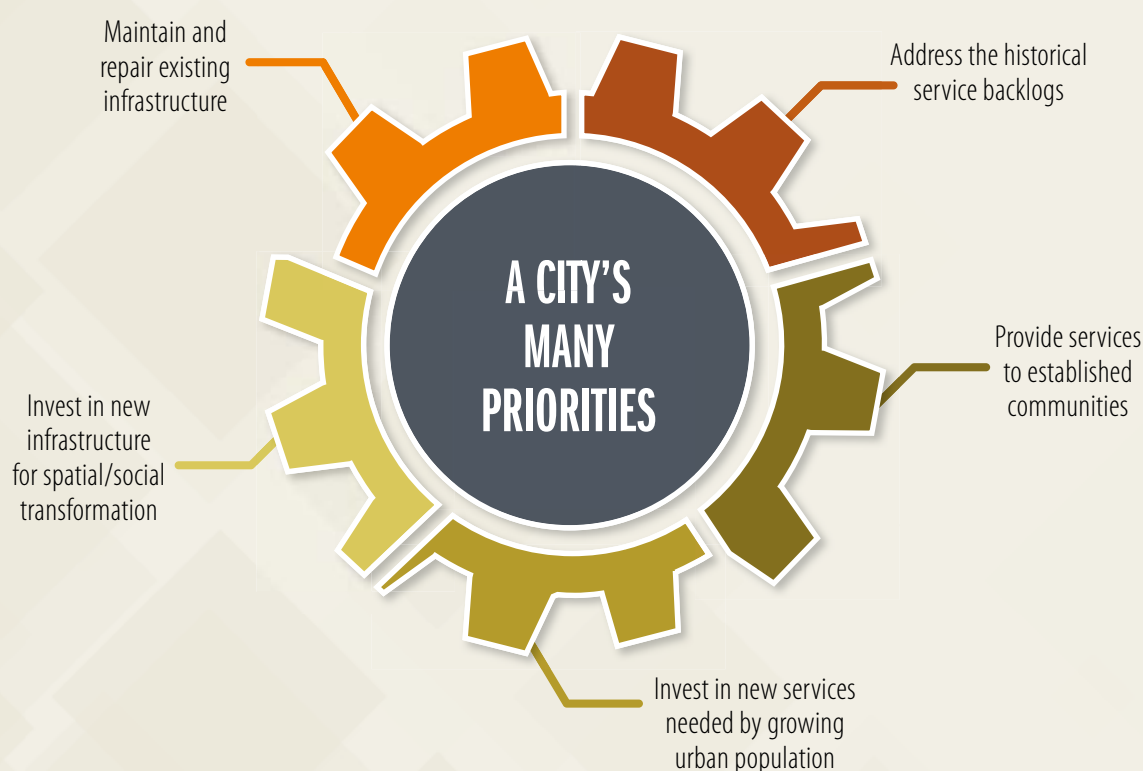 Maintain and
repair existing
infrastructure
Address the historical
service backlogs
A CITY'S
MANY
PRIORITIES
Provide services
to established
communities
Invest in new
infrastructure
for spatial/social
transformation
Invest in new services
needed by growing
urban population